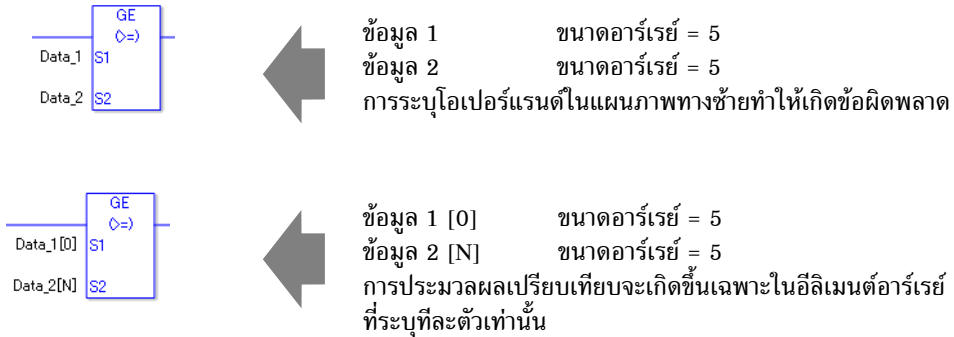 GE
(>=)
Data_1 S1
Data_2 S2
ข้อมูล 1 ขนาดอาร์เรย์ = 5
ข้อมูล 2 ขนาดอาร์เรย์ = 5
การระบุโอเปอร์แรนด์ในแผนภาพทางซ้ายทำให้เกิดข้อผิดพลาด
GE
(>=)
Data_1[0] S1
Data_2[N] S2
ข้อมูล 1 [0] ขนาดอาร์เรย์ = 5
ข้อมูล 2 [N] ขนาดอาร์เรย์ = 5
การประมวลผลเปรียบเทียบจะเกิดขึ้นเฉพาะในอีลิเมนต์อาร์เรย์
ที่ระบุทีละตัวเท่านั้น